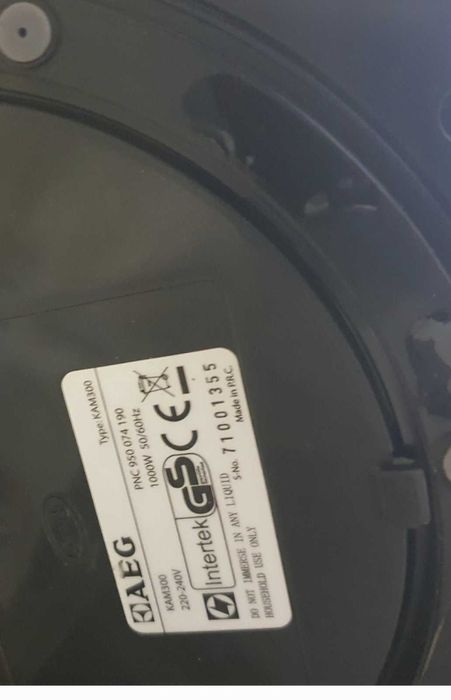 AEG
KAM300 Type: KAM300
PNC 950 074 190
220-240V 1000W 50/60Hz
Intertek GS CE
S-No. 71001355
DO NOT IMMERSE IN ANY LIQUID
HOUSEHOLD USE ONLY Made in P.R.C.